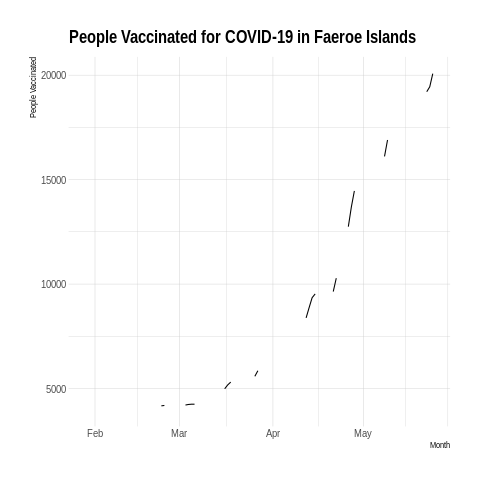 People Vaccinated for COVID-19 in Faeroe Islands
People Vaccinated
20000
15000
10000
5000
Feb Mar Apr May
Month